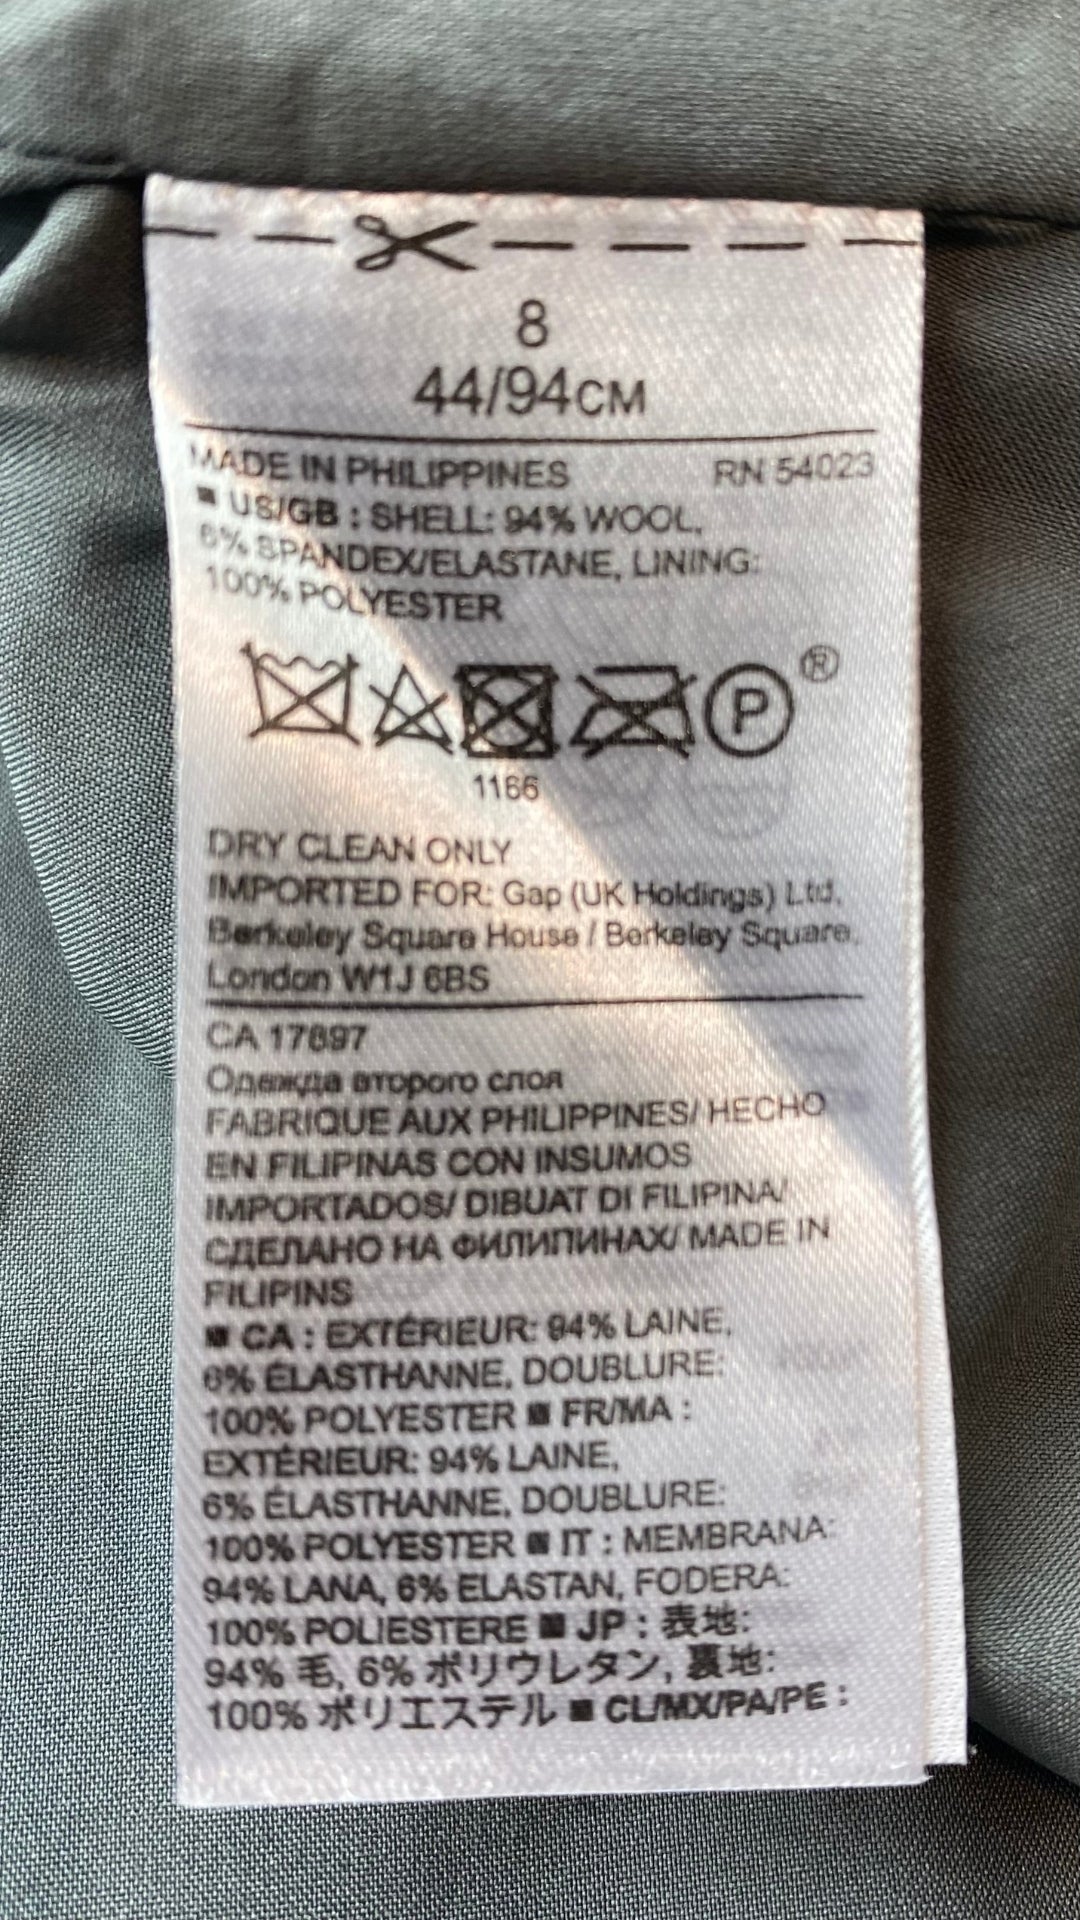 8
44/94CM
MADE IN PHILIPPINES RN 54023
■ US/GB : SHELL: 94% WOOL,
6% SPANDEX/ELASTANE, LINING:
100% POLYESTER
P ®
1166
DRY CLEAN ONLY
IMPORTED FOR: Gap (UK Holdings) Ltd.
Berkeley Square House / Berkeley Square,
London W1J 6BS
CA 17897
Одежда второго слоя
FABRIQUE AUX PHILIPPINES/ HECHO
EN FILIPINAS CON INSUMOS
IMPORTADOS/ DIBUAT DI FILIPINA/
СДЕЛАНО НА ФИЛИПИНАХ/ MADE IN
FILIPINS
■ CA : EXTÉRIEUR: 94% LAINE,
6% ÉLASTHANNE, DOUBLURE:
100% POLYESTER ■ FR/MA :
EXTÉRIEUR: 94% LAINE,
6% ÉLASTHANNE, DOUBLURE:
100% POLYESTER ■ IT : MEMBRANA:
94% LANA, 6% ELASTAN, FODERA:
100% POLIESTERE ■ JP : 表地:
94% 毛, 6% ポリウレタン, 裏地:
100% ポリエステル ■ CL/MX/PA/PE :